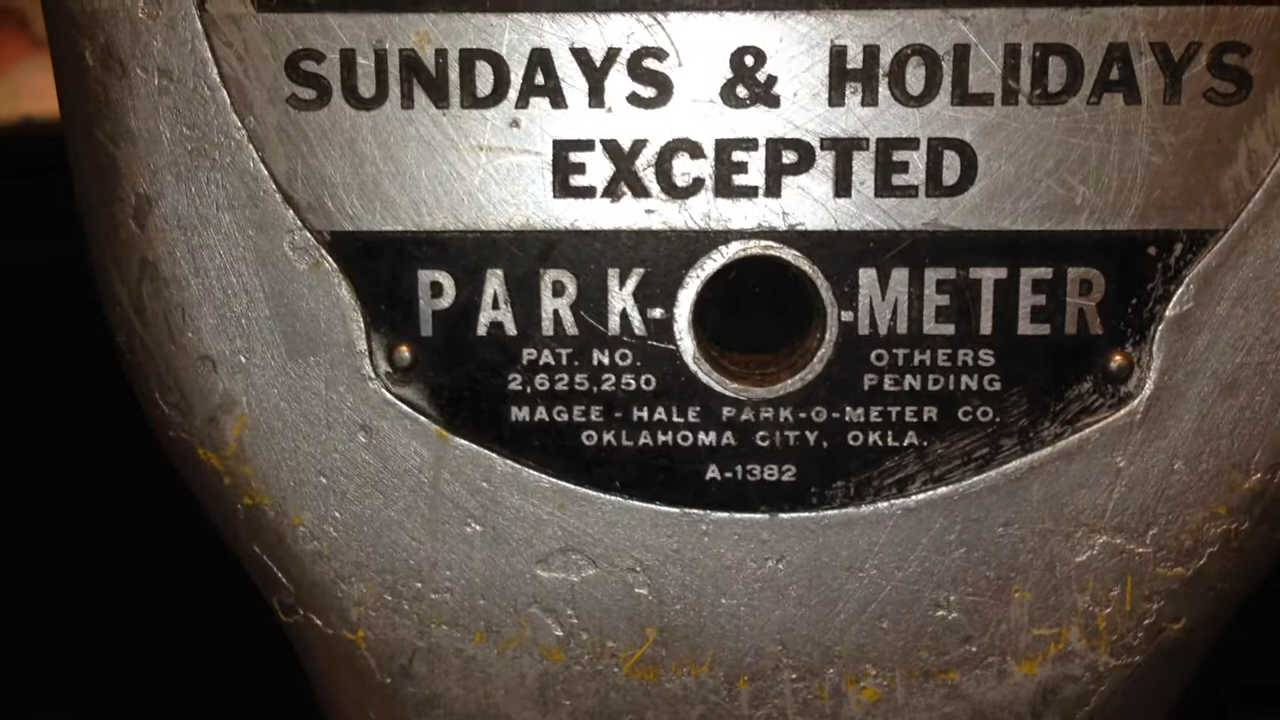 SUNDAYS & HOLIDAYS
EXCEPTED
PARK-O-METER
PAT. NO. OTHERS
2,625,250 PENDING
MAGEE-HALE PARK-O-METER CO.
OKLAHOMA CITY, OKLA.
A-1382